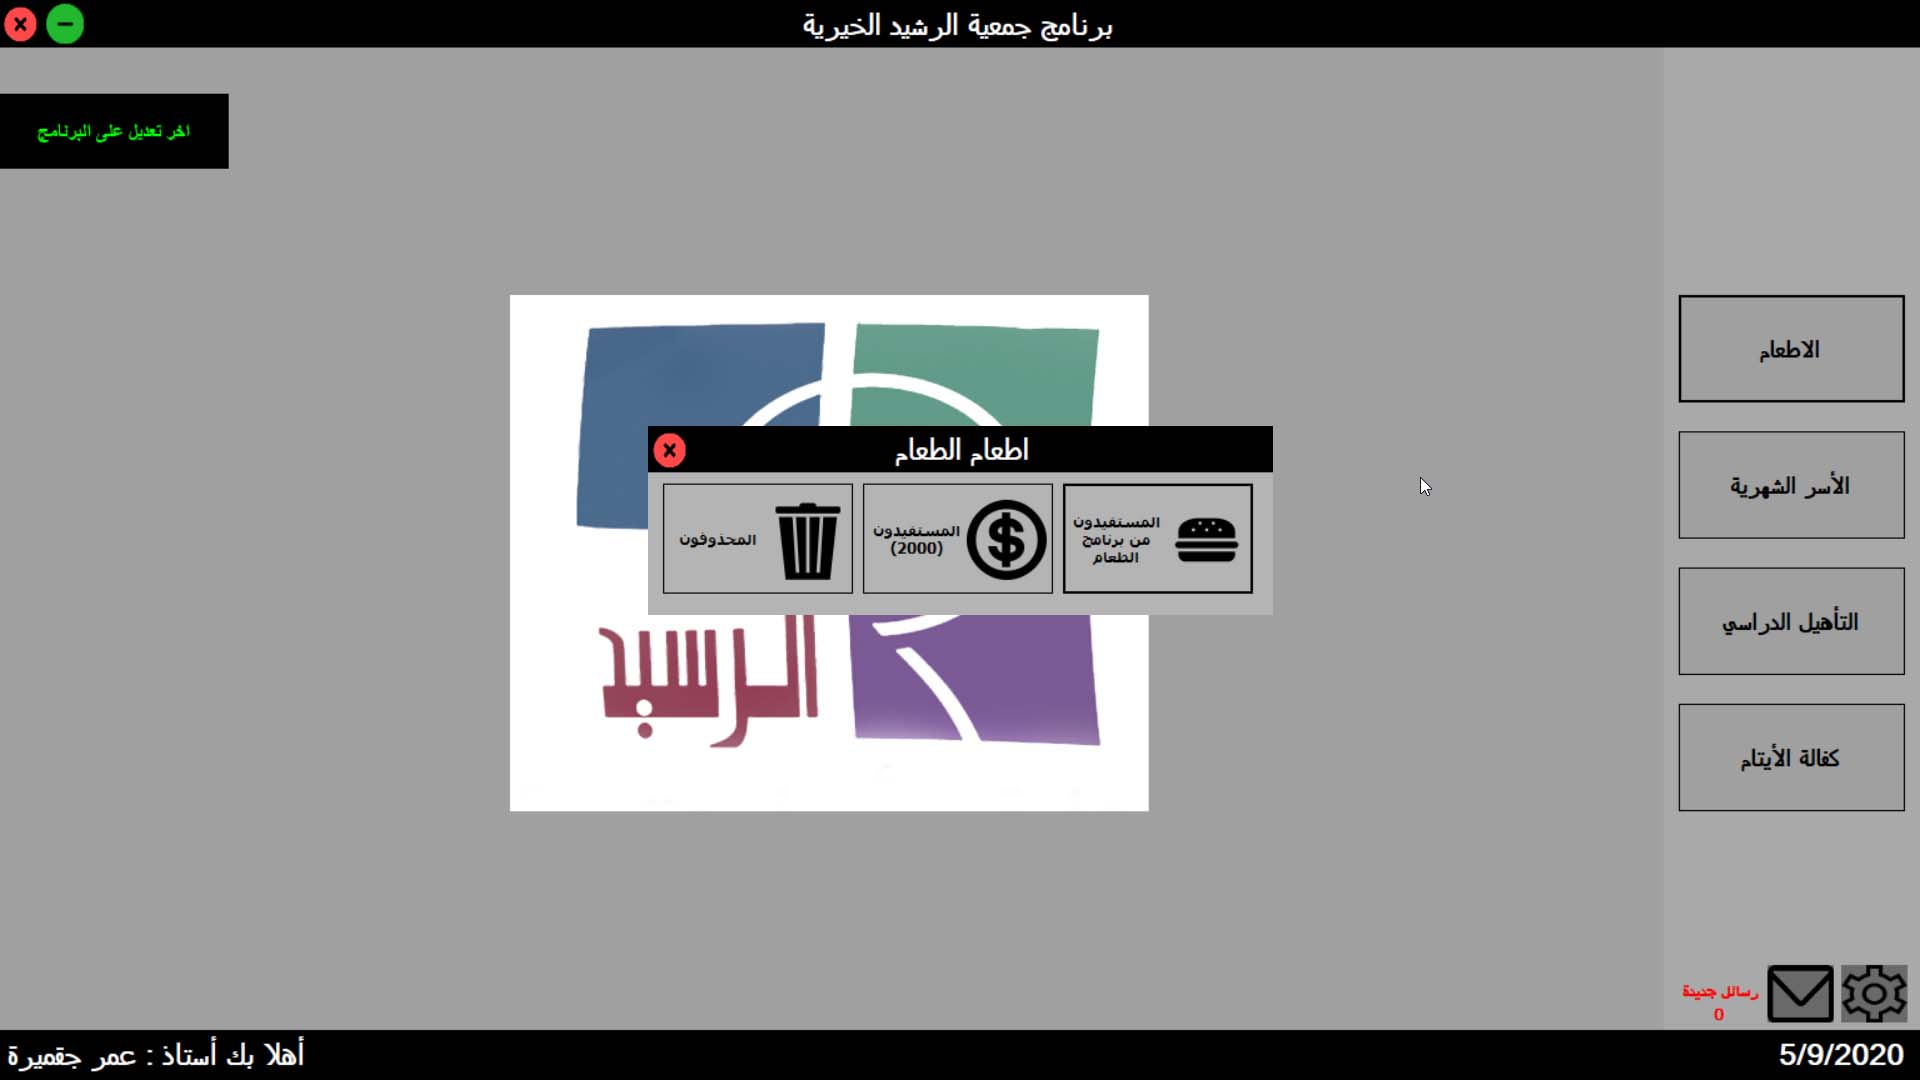 برنامج جمعية الرشيد الخيرية
اخر تعديل على البرنامج
الاطعام
الأسر الشهرية
التأهيل الدراسي
كفالة الأيتام
اطعام الطعام
المستفيدون
من برنامج
الطعام
المستفيدون
(2000)
المحذوفون
الرسيد
رسائل جديدة
0
أهلا بك أستاذ : عمر جقميرة
5/9/2020